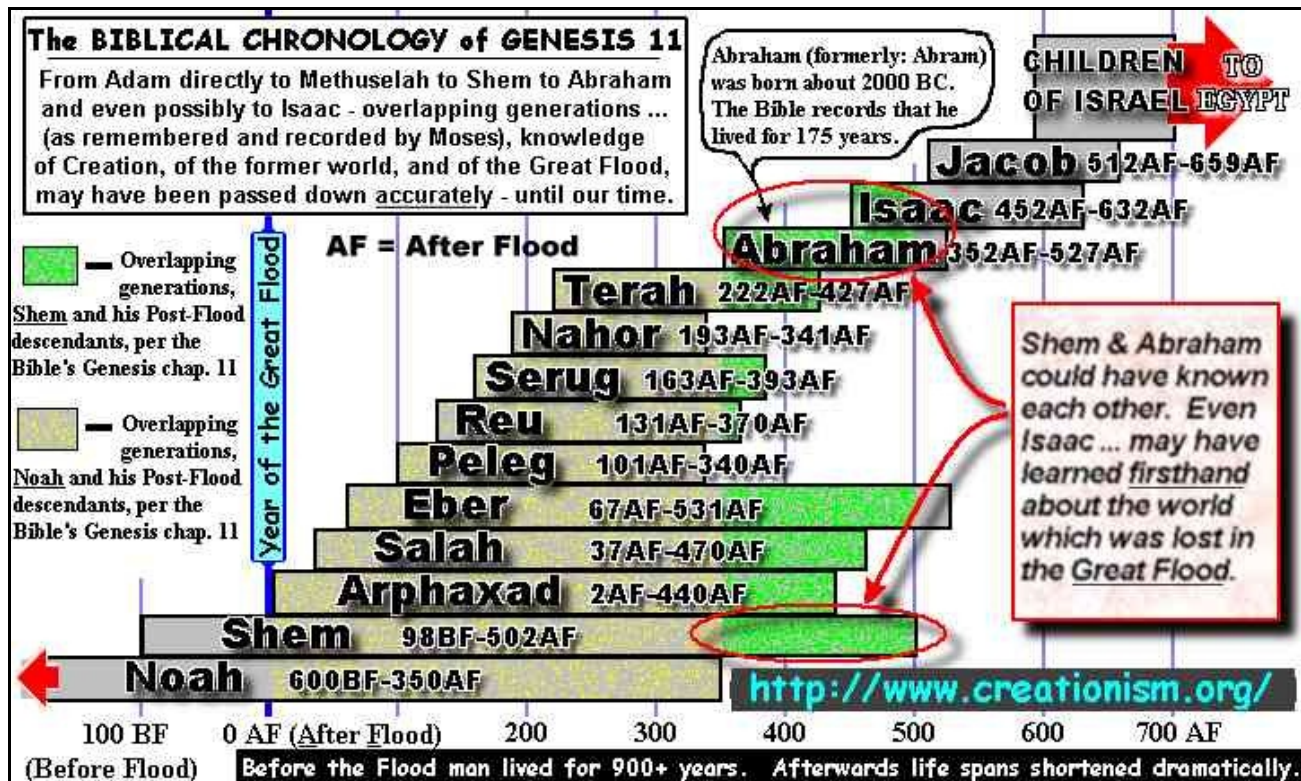 The BIBLICAL CHRONOLOGY of GENESIS 11
From Adam directly to Methuselah to Shem to Abraham
and even possibly to Isaac - overlapping generations ...
(as remembered and recorded by Moses), knowledge
of Creation, of the former world, and of the Great Flood,
may have been passed down accurately - until our time.
Abraham (formerly: Abram)
was born about 2000 BC.
The Bible records that he
lived for 175 years.
CHILDREN
OF ISRAEL
TO
EGYPT
Jacob 512AF-659AF
Isaac 452AF-632AF
Abraham 352AF-527AF
AF = After Flood
Terah 222AF-427AF
Nahor 193AF-341AF
Serug 163AF-393AF
Reu 131AF-370AF
Peleg 101AF-340AF
Eber 67AF-531AF
Salah 37AF-470AF
Arphaxad 2AF-440AF
Shem 98BF-502AF
Noah 600BF-350AF
Year of the Great Flood
— Overlapping
generations,
Shem and his Post-Flood
descendants, per the
Bible's Genesis chap. 11
— Overlapping
generations,
Noah and his Post-Flood
descendants, per the
Bible's Genesis chap. 11
Shem & Abraham
could have known
each other. Even
Isaac ... may have
learned firsthand
about the world
which was lost in
the Great Flood.
http://www.creationism.org/
100 BF 0 AF (After Flood) 200 300 400 500 600 700 AF
(Before Flood)
Before the Flood man lived for 900+ years. Afterwards life spans shortened dramatically.